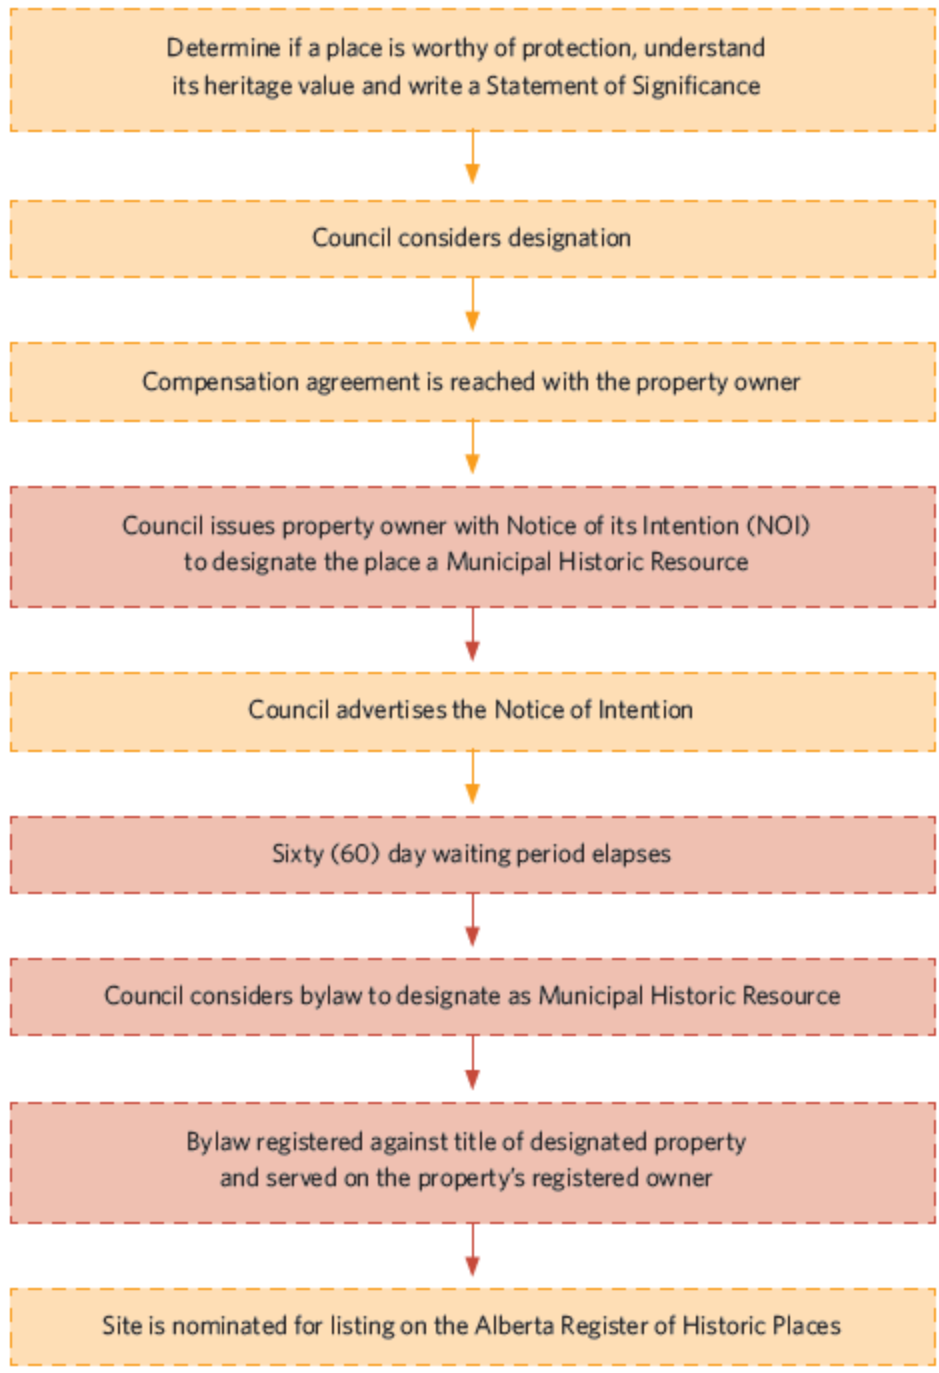 Determine if a place is worthy of protection, understand
its heritage value and write a Statement of Significance
Council considers designation
Compensation agreement is reached with the property owner
Council issues property owner with Notice of its Intention (NOI)
to designate the place a Municipal Historic Resource
Council advertises the Notice of Intention
Sixty (60) day waiting period elapses
Council considers bylaw to designate as Municipal Historic Resource
Bylaw registered against title of designated property
and served on the property's registered owner
Site is nominated for listing on the Alberta Register of Historic Places